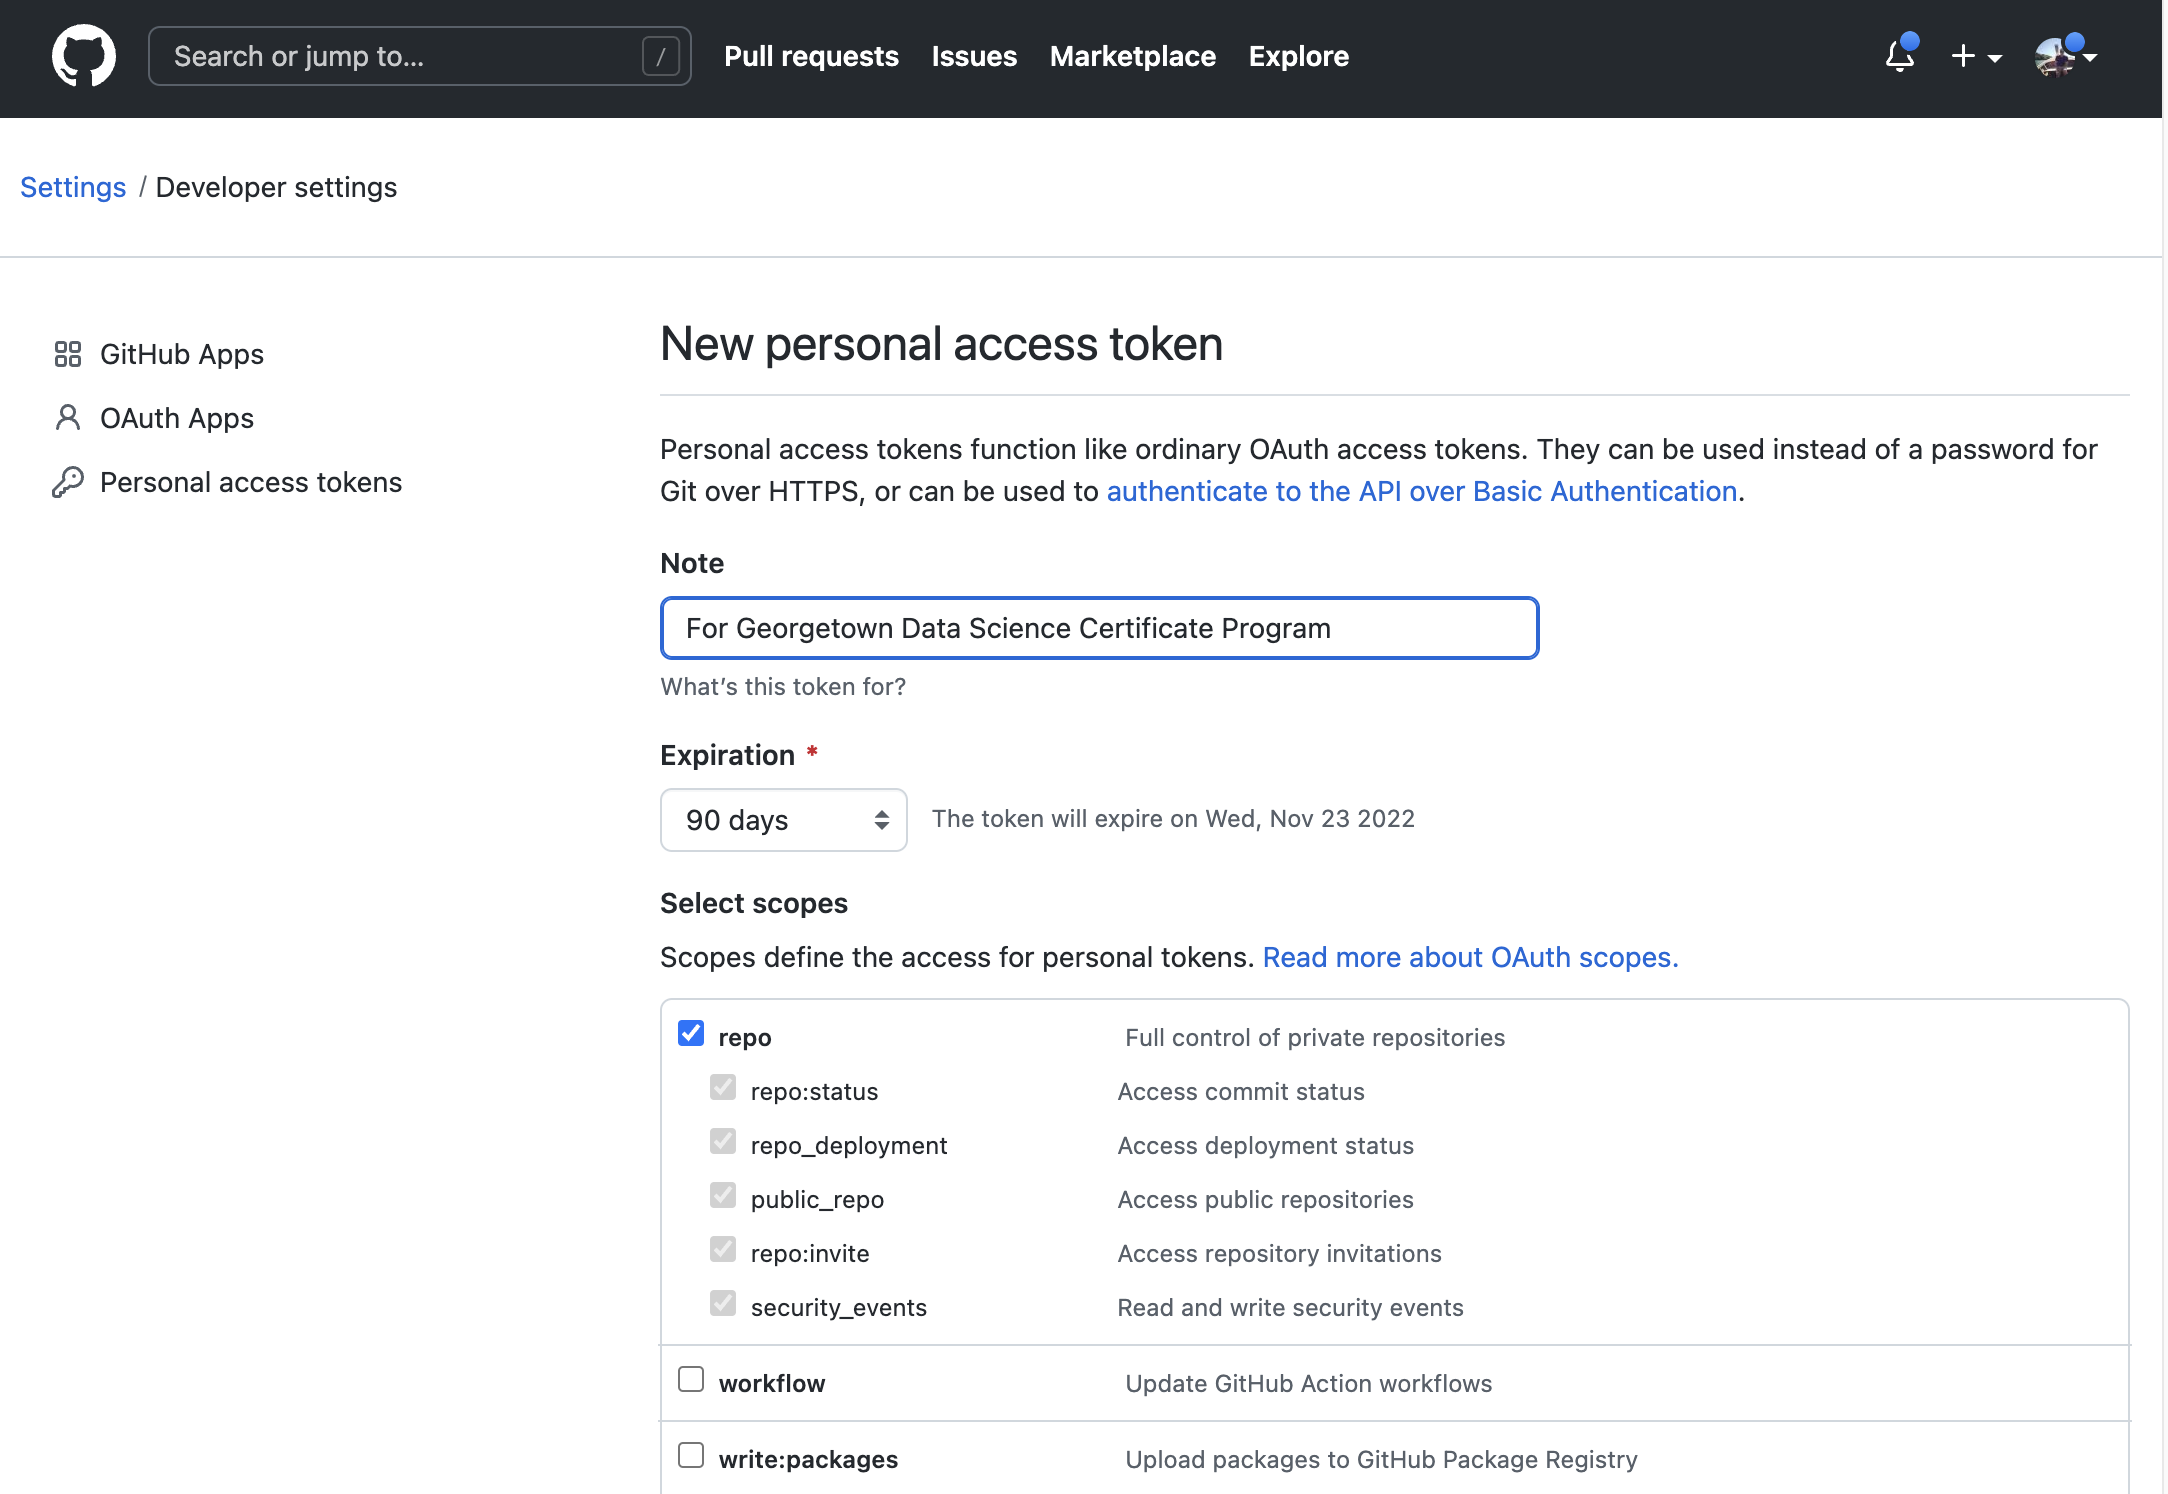 Search or jump to... /
Pull requests Issues Marketplace Explore
Settings / Developer settings
GitHub Apps
OAuth Apps
Personal access tokens
New personal access token
Personal access tokens function like ordinary OAuth access tokens. They can be used instead of a password for
Git over HTTPS, or can be used to authenticate to the API over Basic Authentication.
Note
For Georgetown Data Science Certificate Program
What's this token for?
Expiration *
90 days The token will expire on Wed, Nov 23 2022
Select scopes
Scopes define the access for personal tokens. Read more about OAuth scopes.
repo Full control of private repositories
repo:status Access commit status
repo_deployment Access deployment status
public_repo Access public repositories
repo:invite Access repository invitations
security_events Read and write security events
workflow Update GitHub Action workflows
write:packages Upload packages to GitHub Package Registry